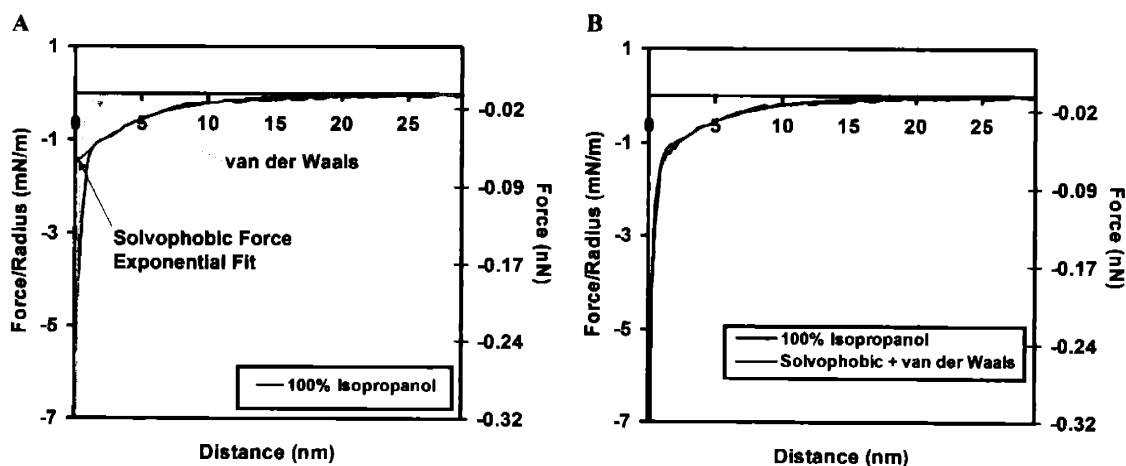 A
1
-1
-3
-5
-7
0
5
10
15
20
25
-0.02
-0.09
-0.17
-0.24
-0.32
van der Waals
Solvophobic Force
Exponential Fit
100% Isopropanol
Force/Radius (mN/m)
Force (nN)
Distance (nm)
B
1
-1
-3
-5
-7
0
5
10
15
20
25
-0.02
-0.09
-0.17
-0.24
-0.32
100% Isopropanol
Solvophobic + van der Waals
Force/Radius (mN/m)
Force (nN)
Distance (nm)